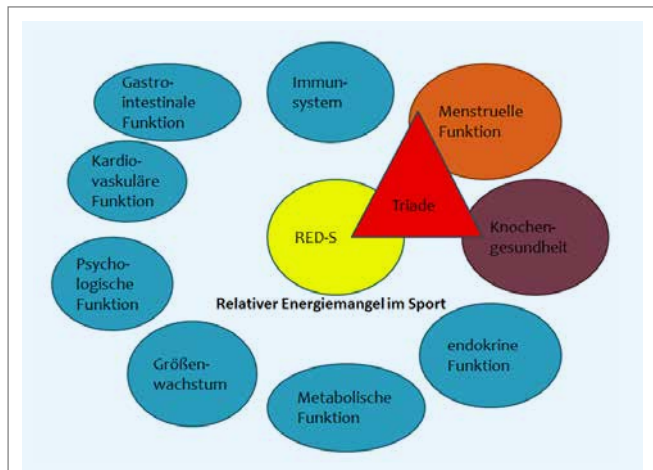 Gastro-
intestinale
Funktion
Immun-
system
Menstruelle
Funktion
Kardio-
vaskuläre
Funktion
Triade
RED-S
Knochen-
gesundheit
Psycho-
logische
Funktion
Relativer Energiemangel im Sport
Größen-
wachstum
endokrine
Funktion
Metabolische
Funktion